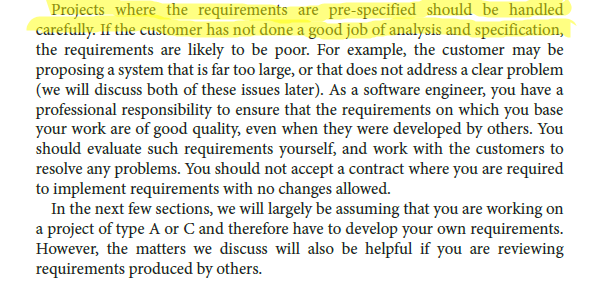 Projects where the requirements are pre-specified should be handled
carefully. If the customer has not done a good job of analysis and specification,
the requirements are likely to be poor. For example, the customer may be
proposing a system that is far too large, or that does not address a clear problem
(we will discuss both of these issues later). As a software engineer, you have a
professional responsibility to ensure that the requirements on which you base
your work are of good quality, even when they were developed by others. You
should evaluate such requirements yourself, and work with the customers to
resolve any problems. You should not accept a contract where you are required
to implement requirements with no changes allowed.
In the next few sections, we will largely be assuming that you are working on
a project of type A or C and therefore have to develop your own requirements.
However, the matters we discuss will also be helpful if you are reviewing
requirements produced by others.